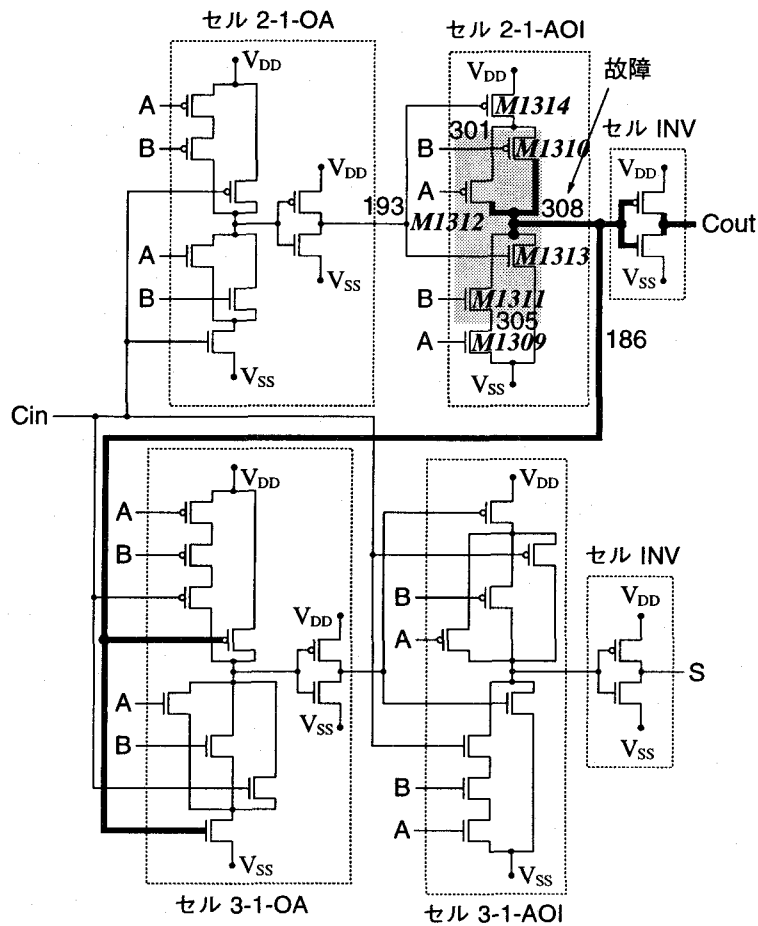 セル 2-1-OA
セル 2-1-AOI
VDD
VDD
故障
A
M1314
セル INV
B
301
B
M1310
VDD
VDD
A
193
M1312
308
Cout
A
M1313
VSS
VSS
B
B
M1311
305
186
A
M1309
VSS
VSS
Cin
VDD
VDD
A
B
セル INV
B
VDD
VDD
A
A
S
B
VSS
VSS
B
A
VSS
VSS
セル 3-1-OA
セル 3-1-AOI